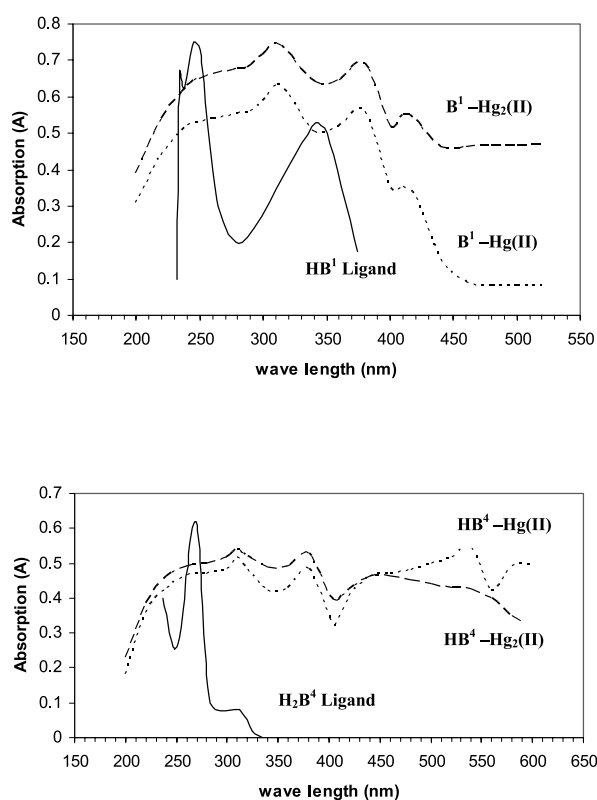 0.8
0.7
0.6
0.5
0.4
0.3
0.2
0.1
0
Absorption (A)
B¹ –Hg₂(II)
B¹ –Hg(II)
HB¹ Ligand
150 200 250 300 350 400 450 500 550
wave length (nm)
0.7
0.6
0.5
0.4
0.3
0.2
0.1
0
Absorption (A)
HB⁴ –Hg(II)
HB⁴ –Hg₂(II)
H₂B⁴ Ligand
150 200 250 300 350 400 450 500 550 600 650
wave length (nm)